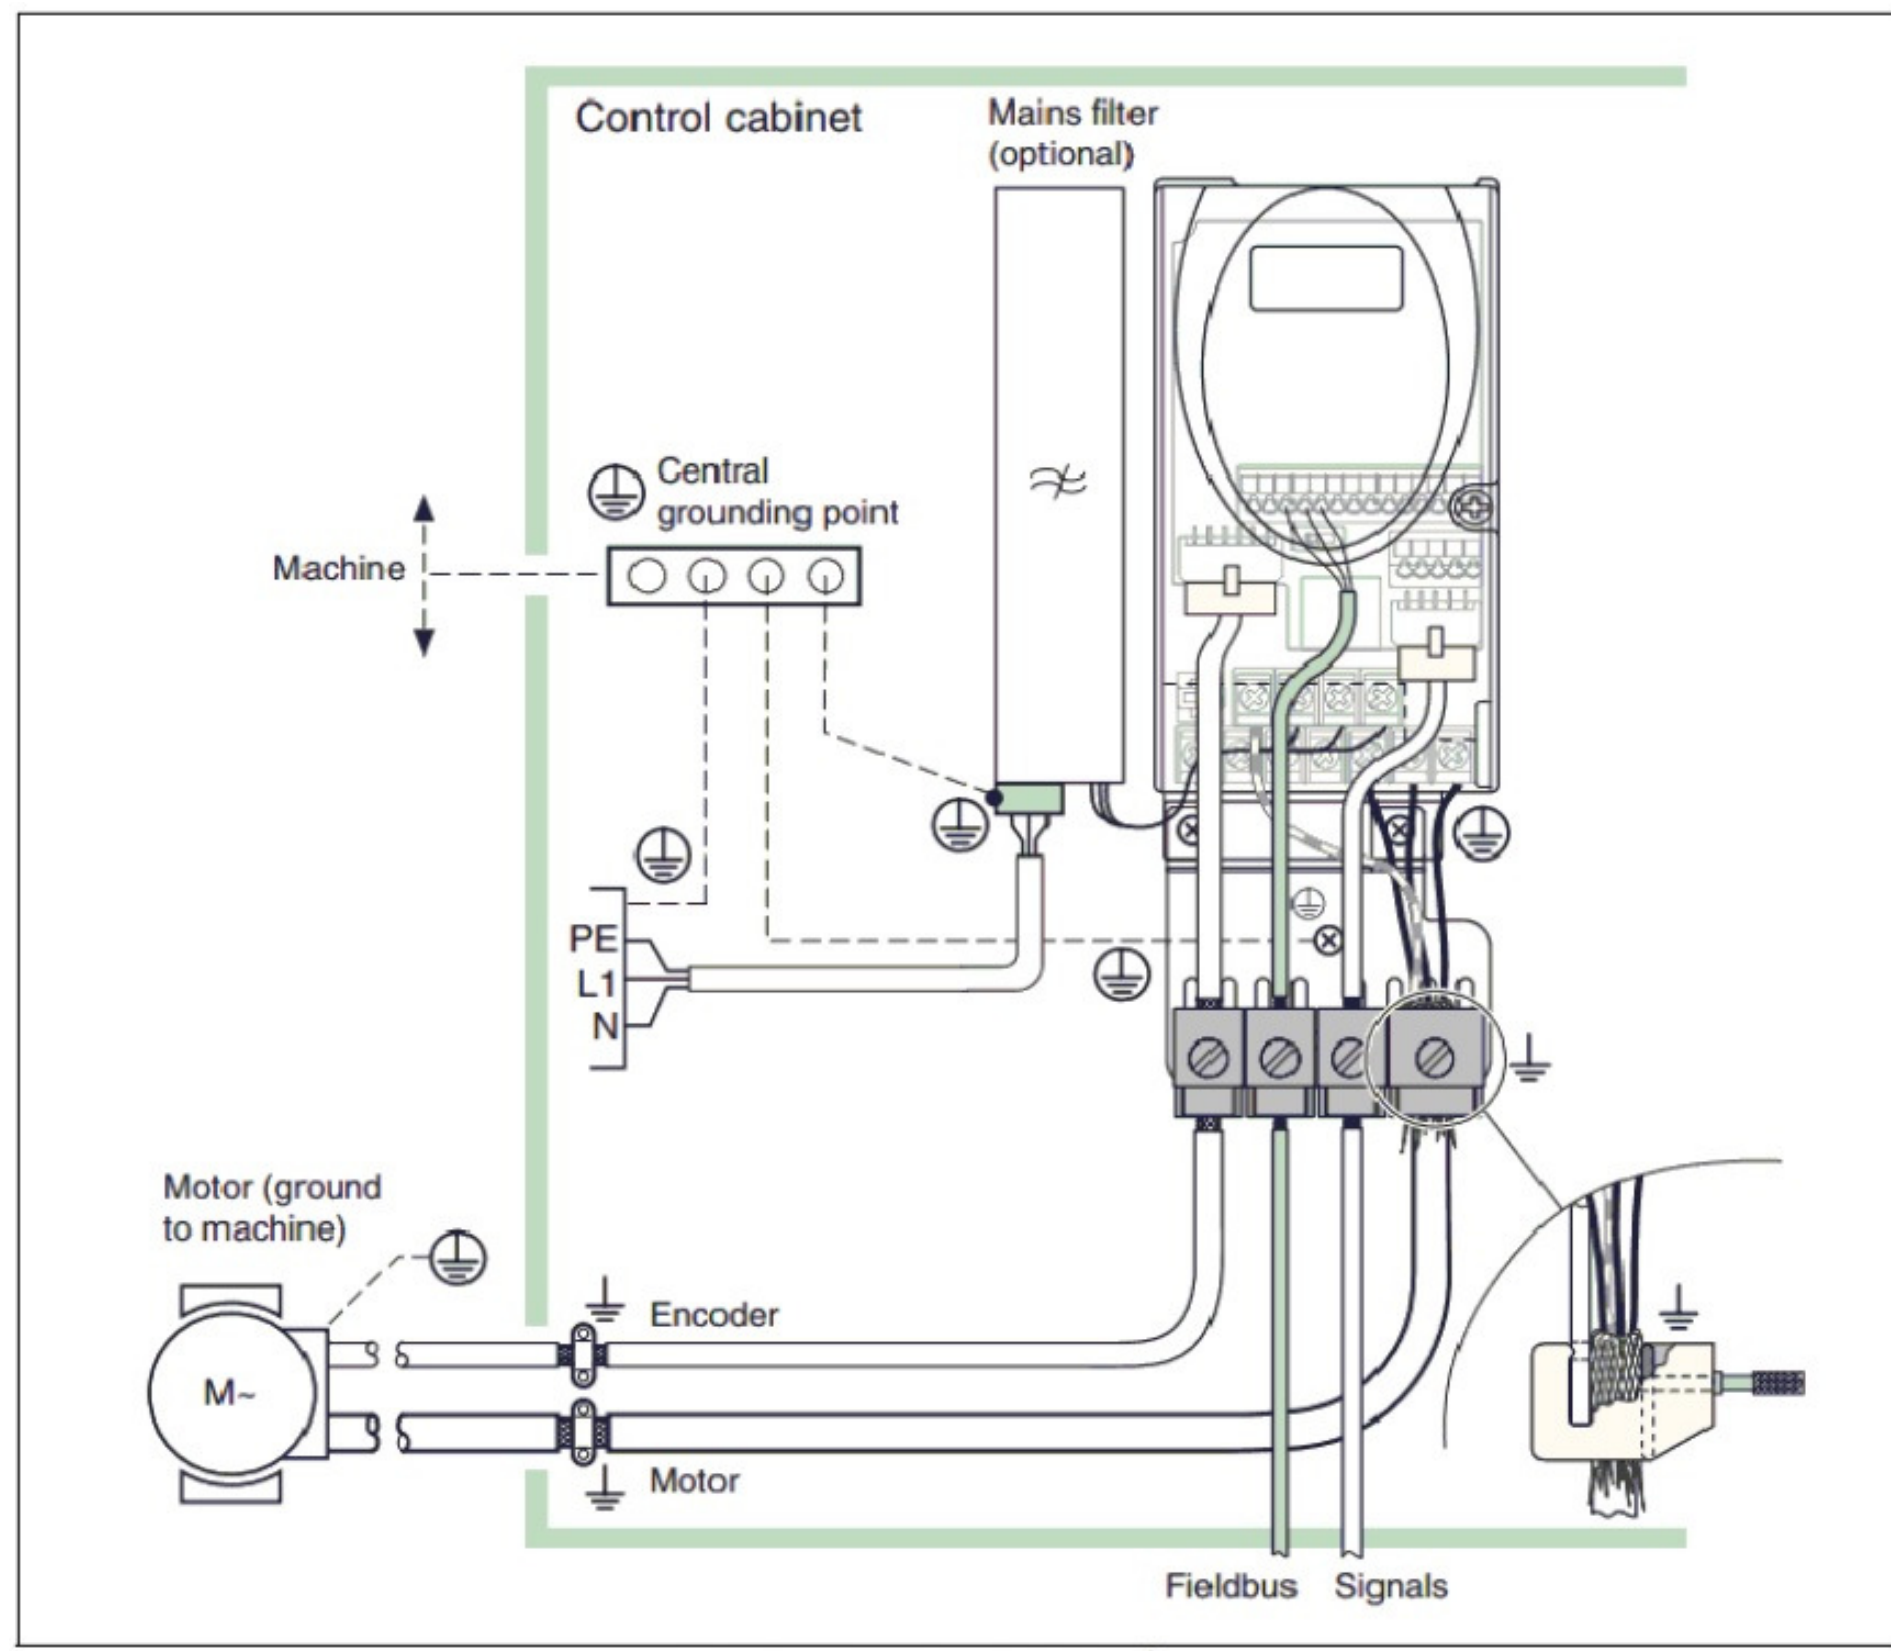 Control cabinet
Mains filter
(optional)
Central
grounding point
Machine
PE
L1
N
Motor (ground
to machine)
M~
Encoder
Motor
Fieldbus
Signals